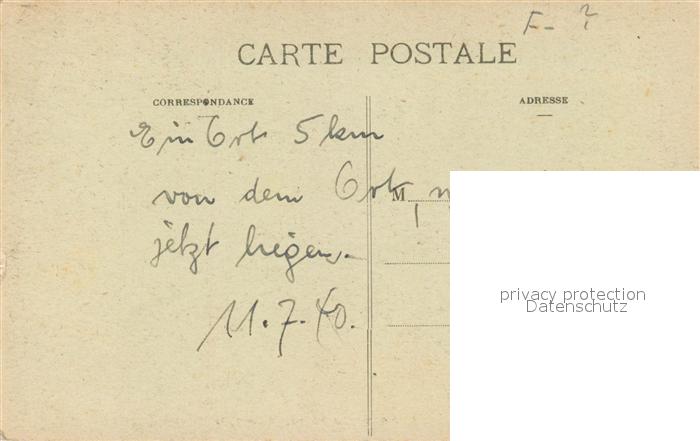 F- ?
CARTE POSTALE
CORRESPONDANCE
ADRESSE
Ein Ort 5 km
von dem Ort,
M
jetzt liegen.
11.7.40.
privacy protection
Datenschutz